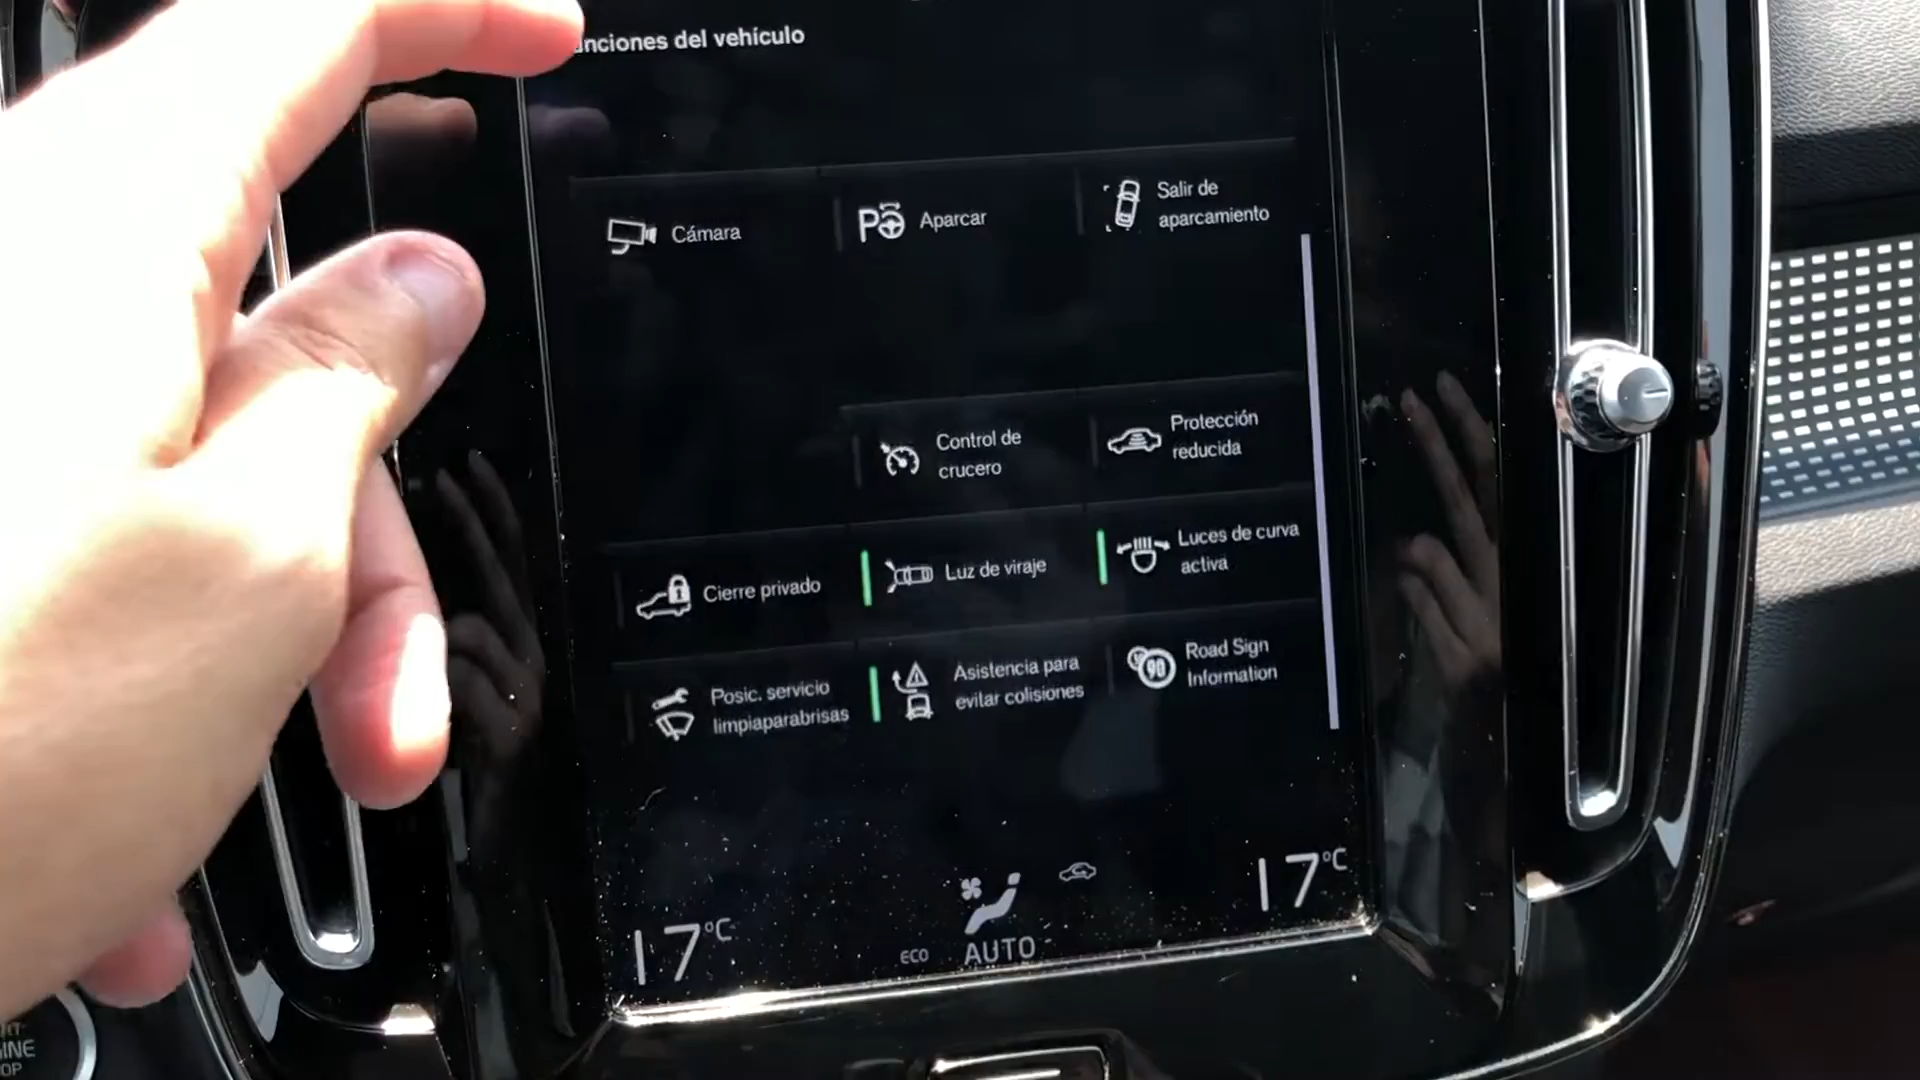 unciones del vehículo
Cámara
Aparcar
Salir de
aparcamiento
Control de
crucero
Protección
reducida
Cierre privado
Luz de viraje
Luces de curva
activa
Posic. servicio
limpiaparabrisas
Asistencia para
evitar colisiones
90
Road Sign
Information
17°C
ECO
AUTO
17°C